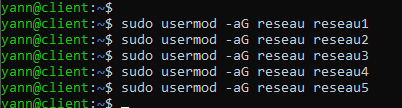 yann@client:~$
yann@client:~$ sudo usermod -aG reseau reseau1
yann@client:~$ sudo usermod -aG reseau reseau2
yann@client:~$ sudo usermod -aG reseau reseau3
yann@client:~$ sudo usermod -aG reseau reseau4
yann@client:~$ sudo usermod -aG reseau reseau5
yann@client:~$